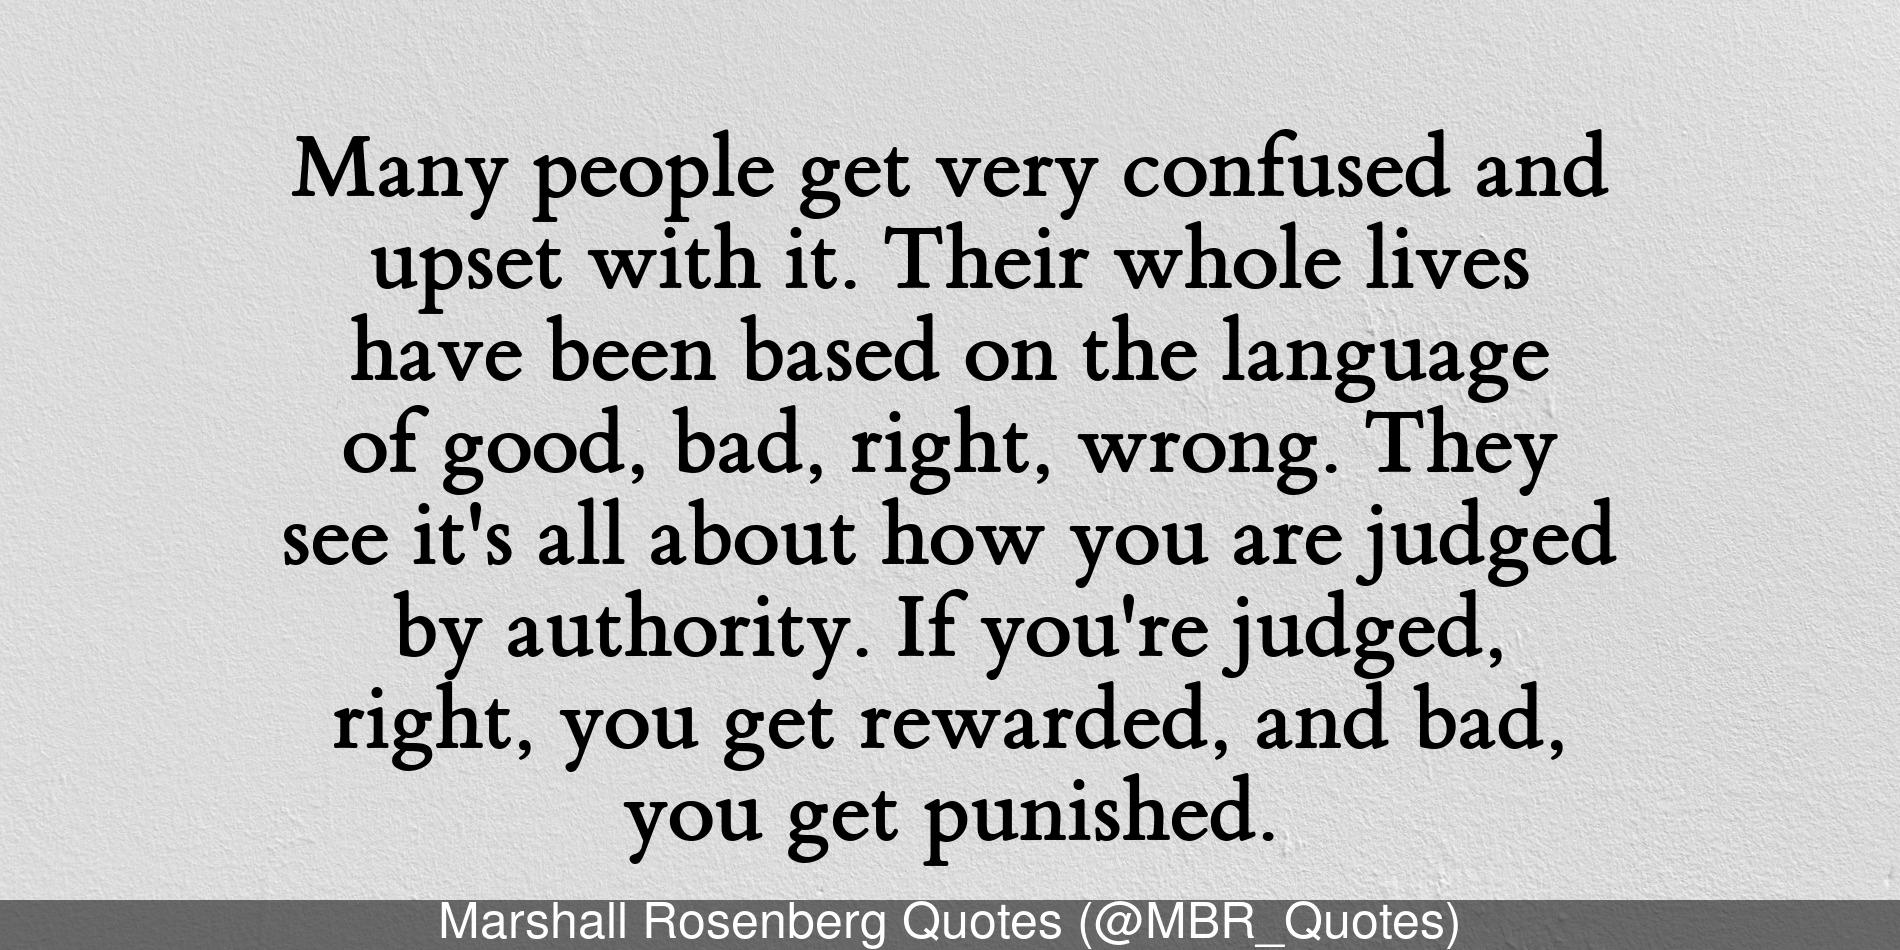 Many people get very confused and
upset with it. Their whole lives
have been based on the language
of good, bad, right, wrong. They
see it's all about how you are judged
by authority. If you're judged,
right, you get rewarded, and bad,
you get punished.
Marshall Rosenberg Quotes (@MBR_Quotes)